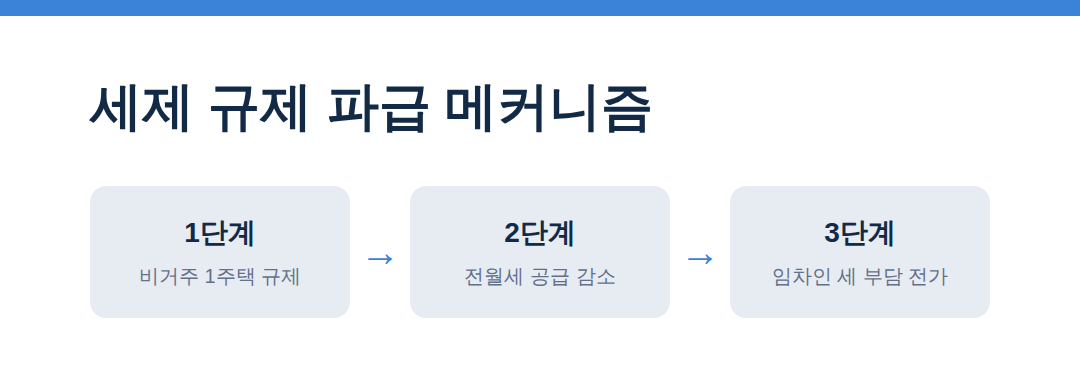 세제 규제 파급 메커니즘
1단계
비거주 1주택 규제
→
2단계
전월세 공급 감소
→
3단계
임차인 세 부담 전가